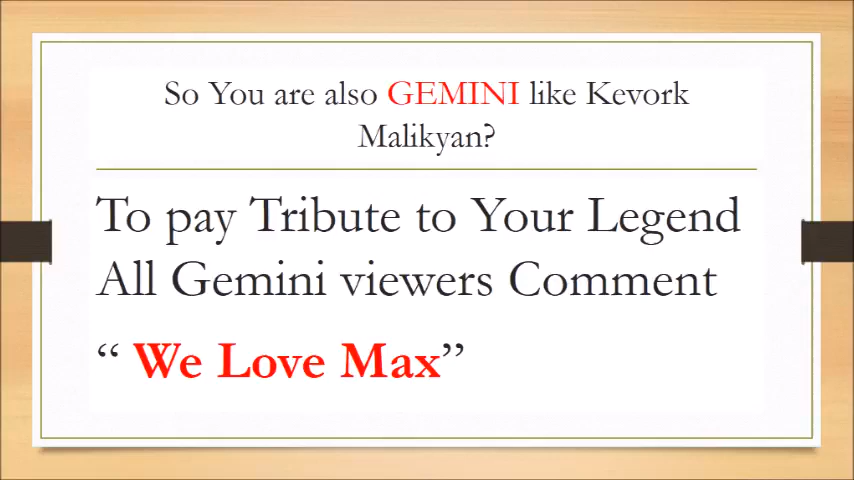 So You are also GEMINI like Kevork
Malikyan?
To pay Tribute to Your Legend
All Gemini viewers Comment
“ We Love Max”